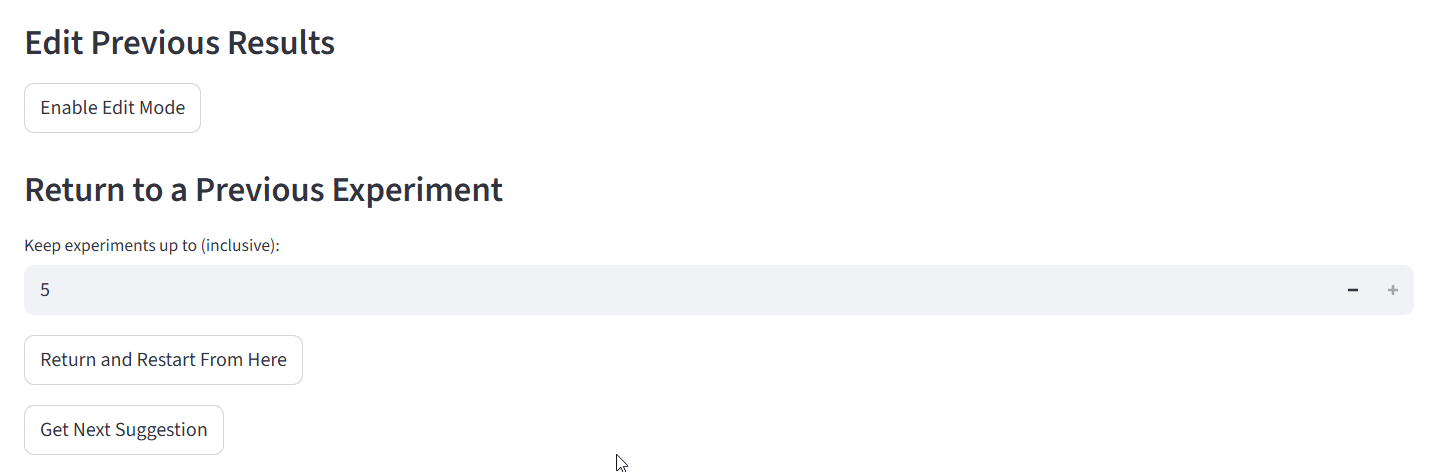 Edit Previous Results
Enable Edit Mode
Return to a Previous Experiment
Keep experiments up to (inclusive):
5
Return and Restart From Here
Get Next Suggestion